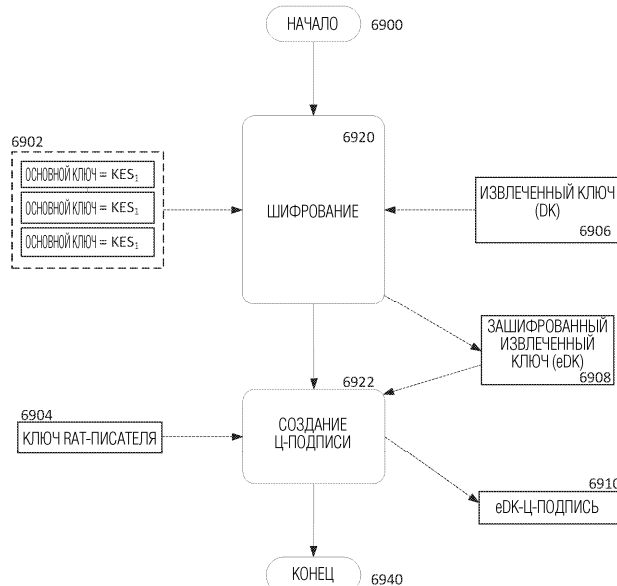 НАЧАЛО 6900
6902
6920
ОСНОВНОЙ КЛЮЧ = KES₁
ОСНОВНОЙ КЛЮЧ = KES₁
ОСНОВНОЙ КЛЮЧ = KES₁
ШИФРОВАНИЕ
ИЗВЛЕЧЕННЫЙ КЛЮЧ
(DK)
6906
ЗАШИФРОВАННЫЙ
ИЗВЛЕЧЕННЫЙ
КЛЮЧ (eDK)
6908
6922
6904
КЛЮЧ RAT-ПИСАТЕЛЯ
СОЗДАНИЕ
Ц-ПОДПИСИ
6910
eDK-Ц-ПОДПИСЬ
КОНЕЦ 6940